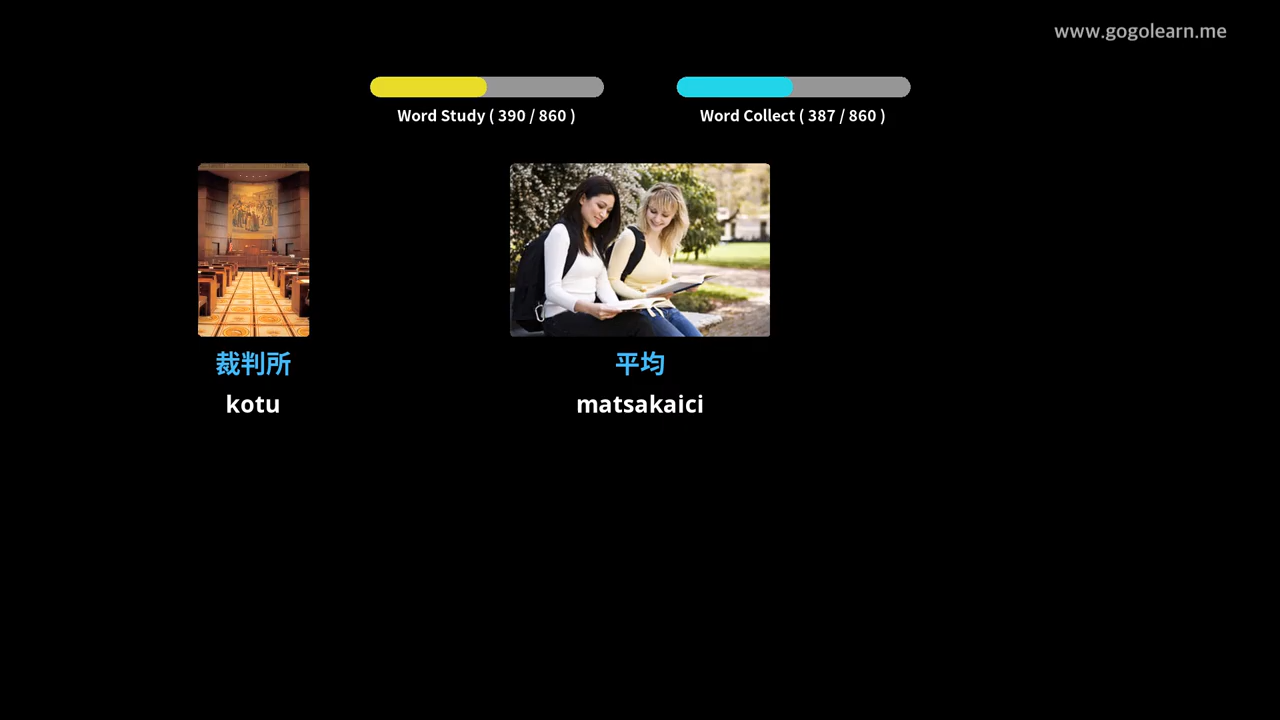 www.gogolearn.me
Word Study ( 390 / 860 )
Word Collect ( 387 / 860 )
裁判所
kotu
平均
matsakaici